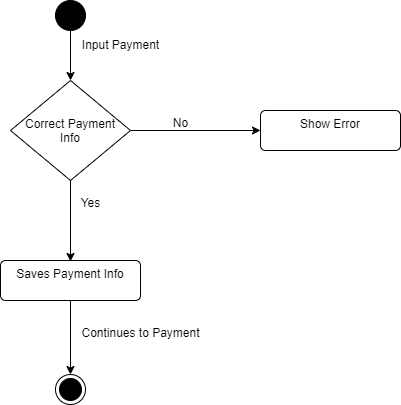 Input Payment
Correct Payment
Info
No
Show Error
Yes
Saves Payment Info
Continues to Payment